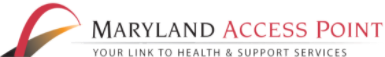 MARYLAND ACCESS POINT
YOUR LINK TO HEALTH & SUPPORT SERVICES